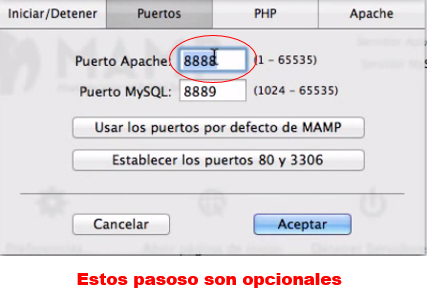 Iniciar/Detener Puertos PHP Apache
Puerto Apache: 8888 (1 - 65535)
Puerto MySQL: 8889 (1024 - 65535)
Usar los puertos por defecto de MAMP
Establecer los puertos 80 y 3306
Cancelar Aceptar
Estos pasoso son opcionales